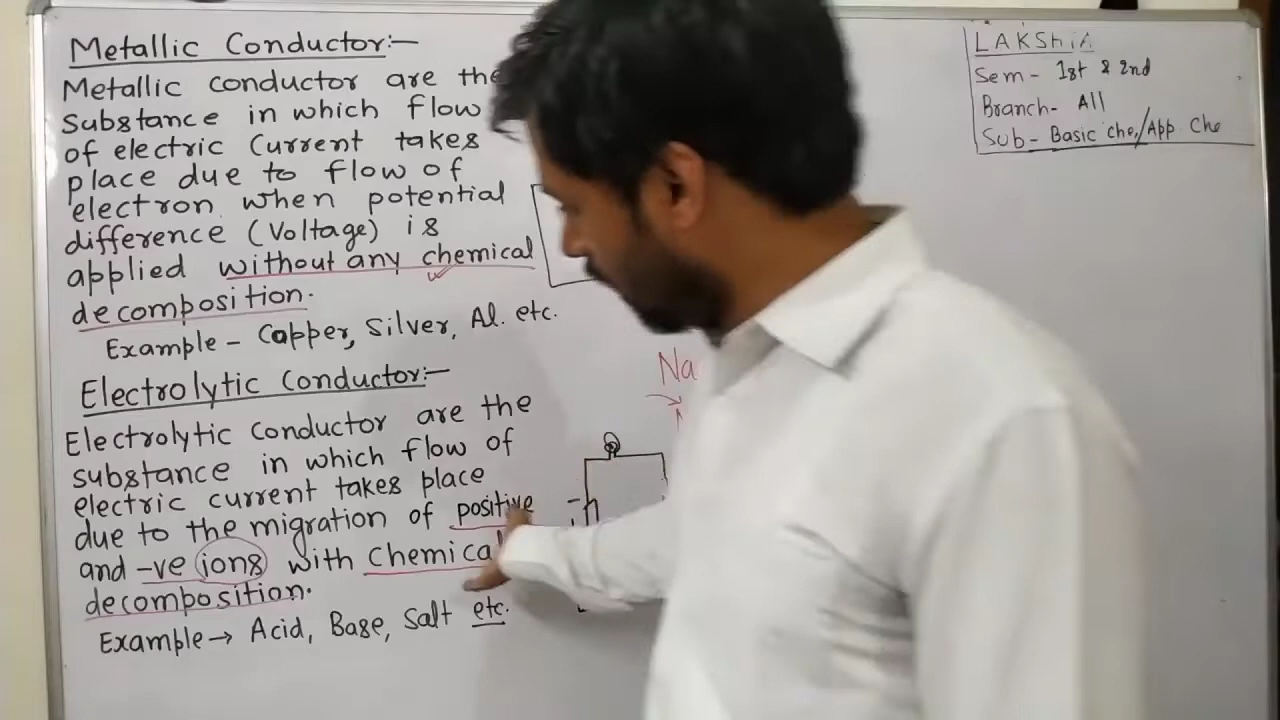 Metallic Conductor:-
Metallic conductor are the
substance in which flow
of electric current takes
place due to flow of
electron when potential
difference (Voltage) is
applied without any chemical
decomposition.
Example - Copper, Silver, Al. etc.
Electrolytic Conductor:-
Electrolytic conductor are the
substance in which flow of
electric current takes place
due to the migration of positive
and -ve ions with Chemical
decomposition.
Example → Acid, Base, Salt etc.
Na
LAKShit
Sem - 1st & 2nd
Branch - All
Sub - Basic che./App. Che